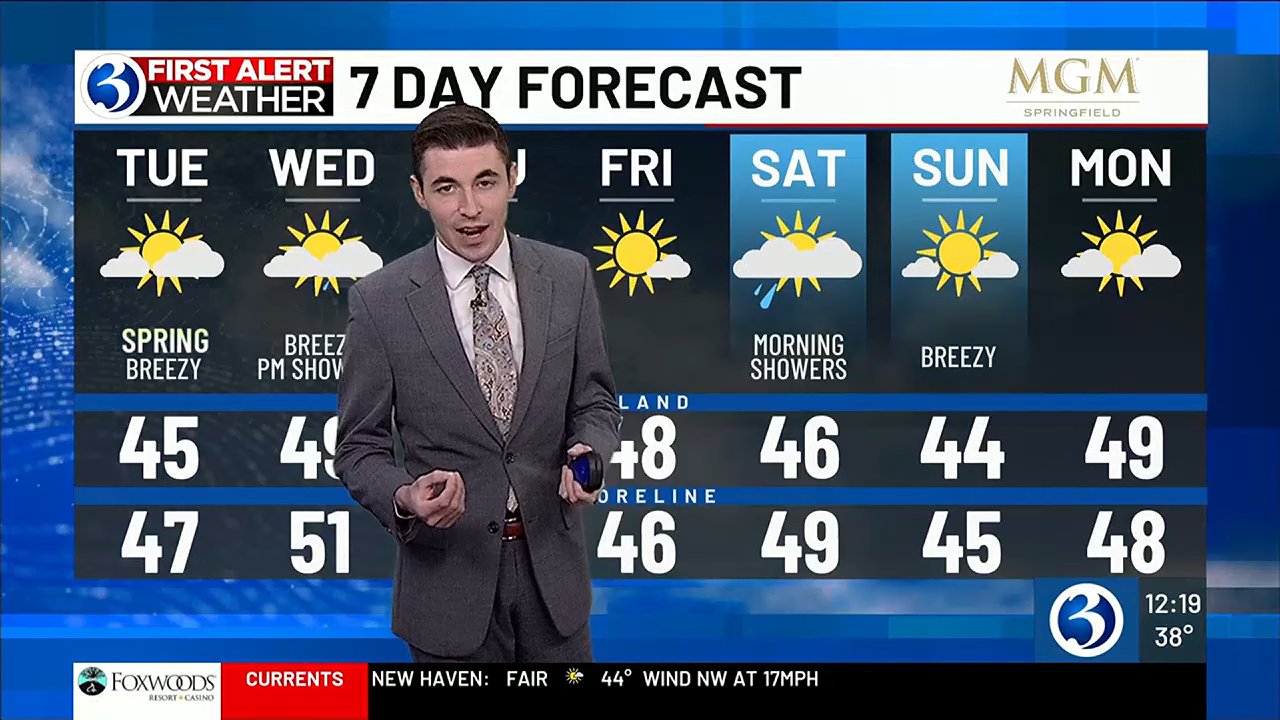 3 FIRST ALERT
WEATHER
7 DAY FORECAST
MGM
SPRINGFIELD
TUE WED FRI SAT SUN MON
SPRING
BREEZY
PM
MORNING
SHOWERS
BREEZY
45 46 44 49
47 51 46 49 45 48
3
12:19
38°
FOXWOODS
RESORT + CASINO
CURRENTS
NEW HAVEN: FAIR 44° WIND NW AT 17MPH